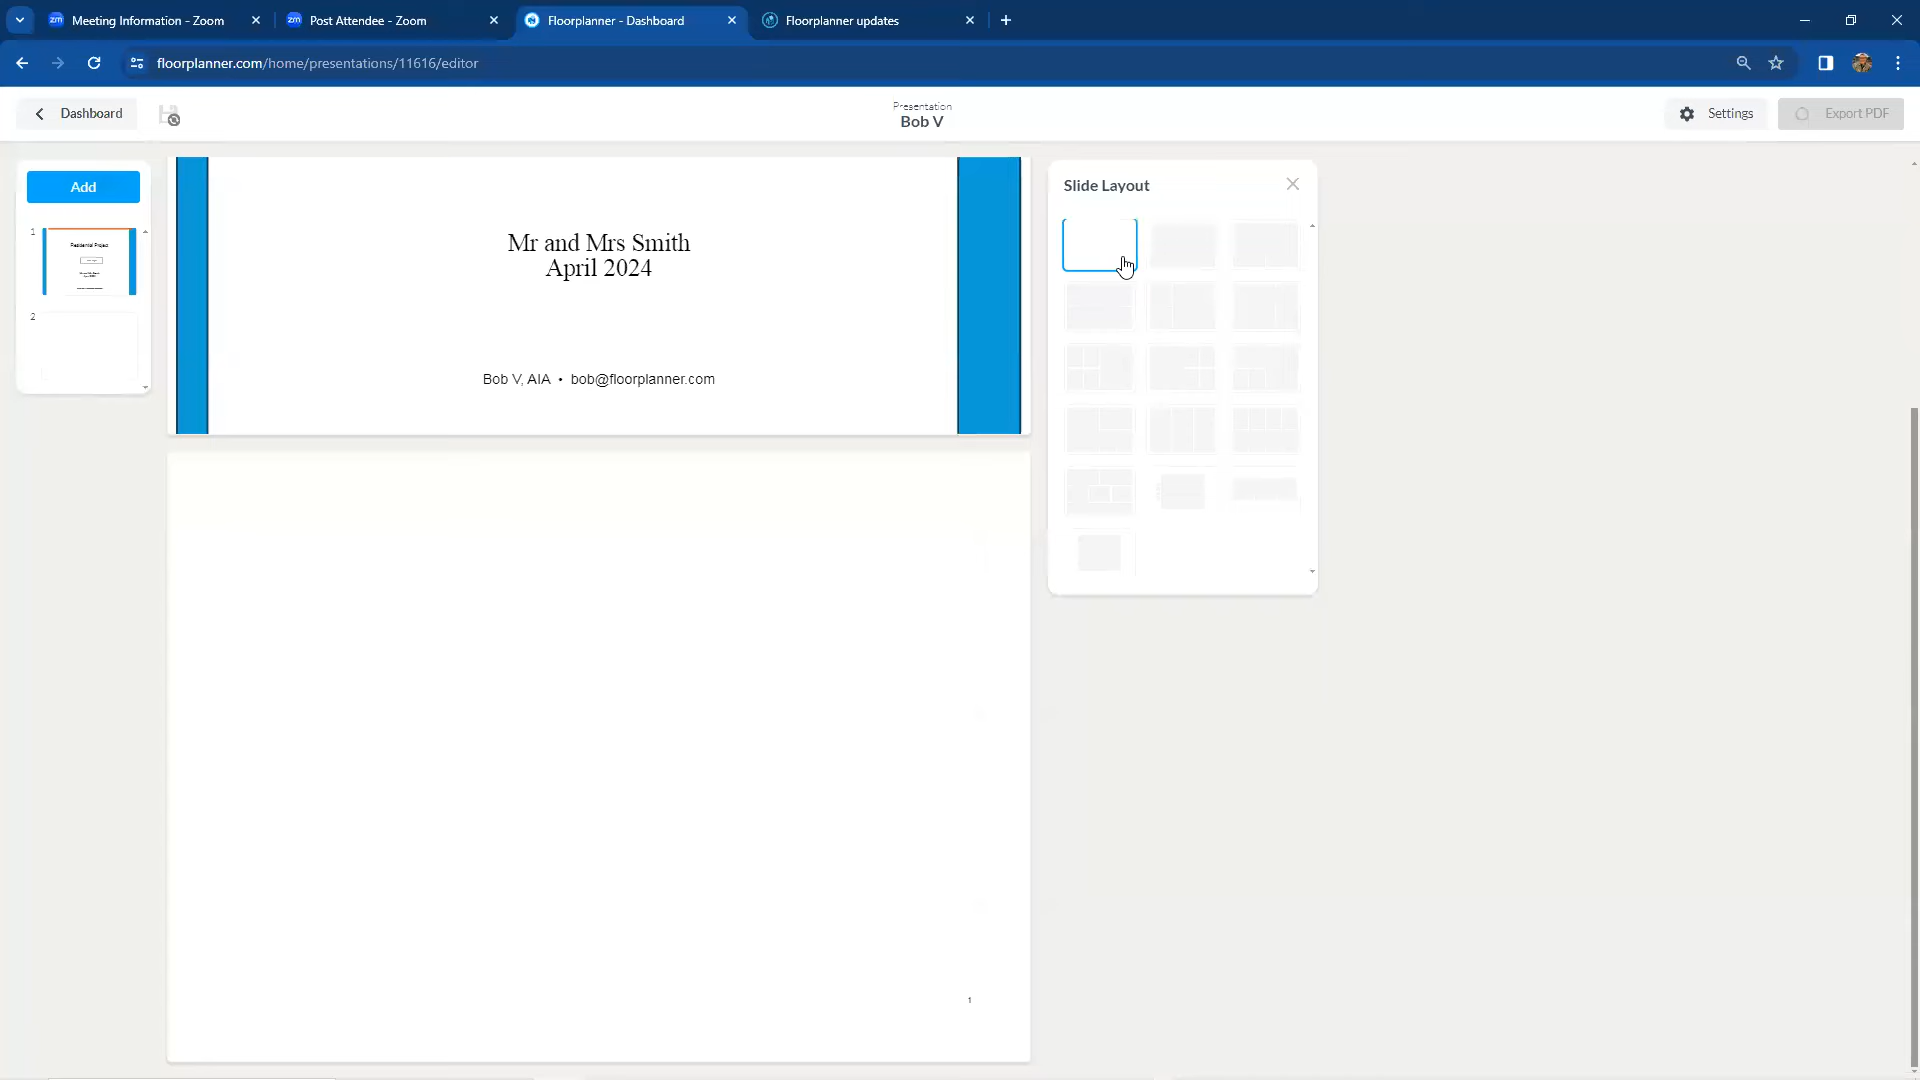 Meeting Information - Zoom
Post Attendee - Zoom
Floorplanner - Dashboard
Floorplanner updates
floorplanner.com/home/presentations/11616/editor
Dashboard
Presentation
Bob V
Settings
Export PDF
Add
1
Residential Project
2
Mr and Mrs Smith
April 2024
Bob V, AIA • bob@floorplanner.com
1
Slide Layout